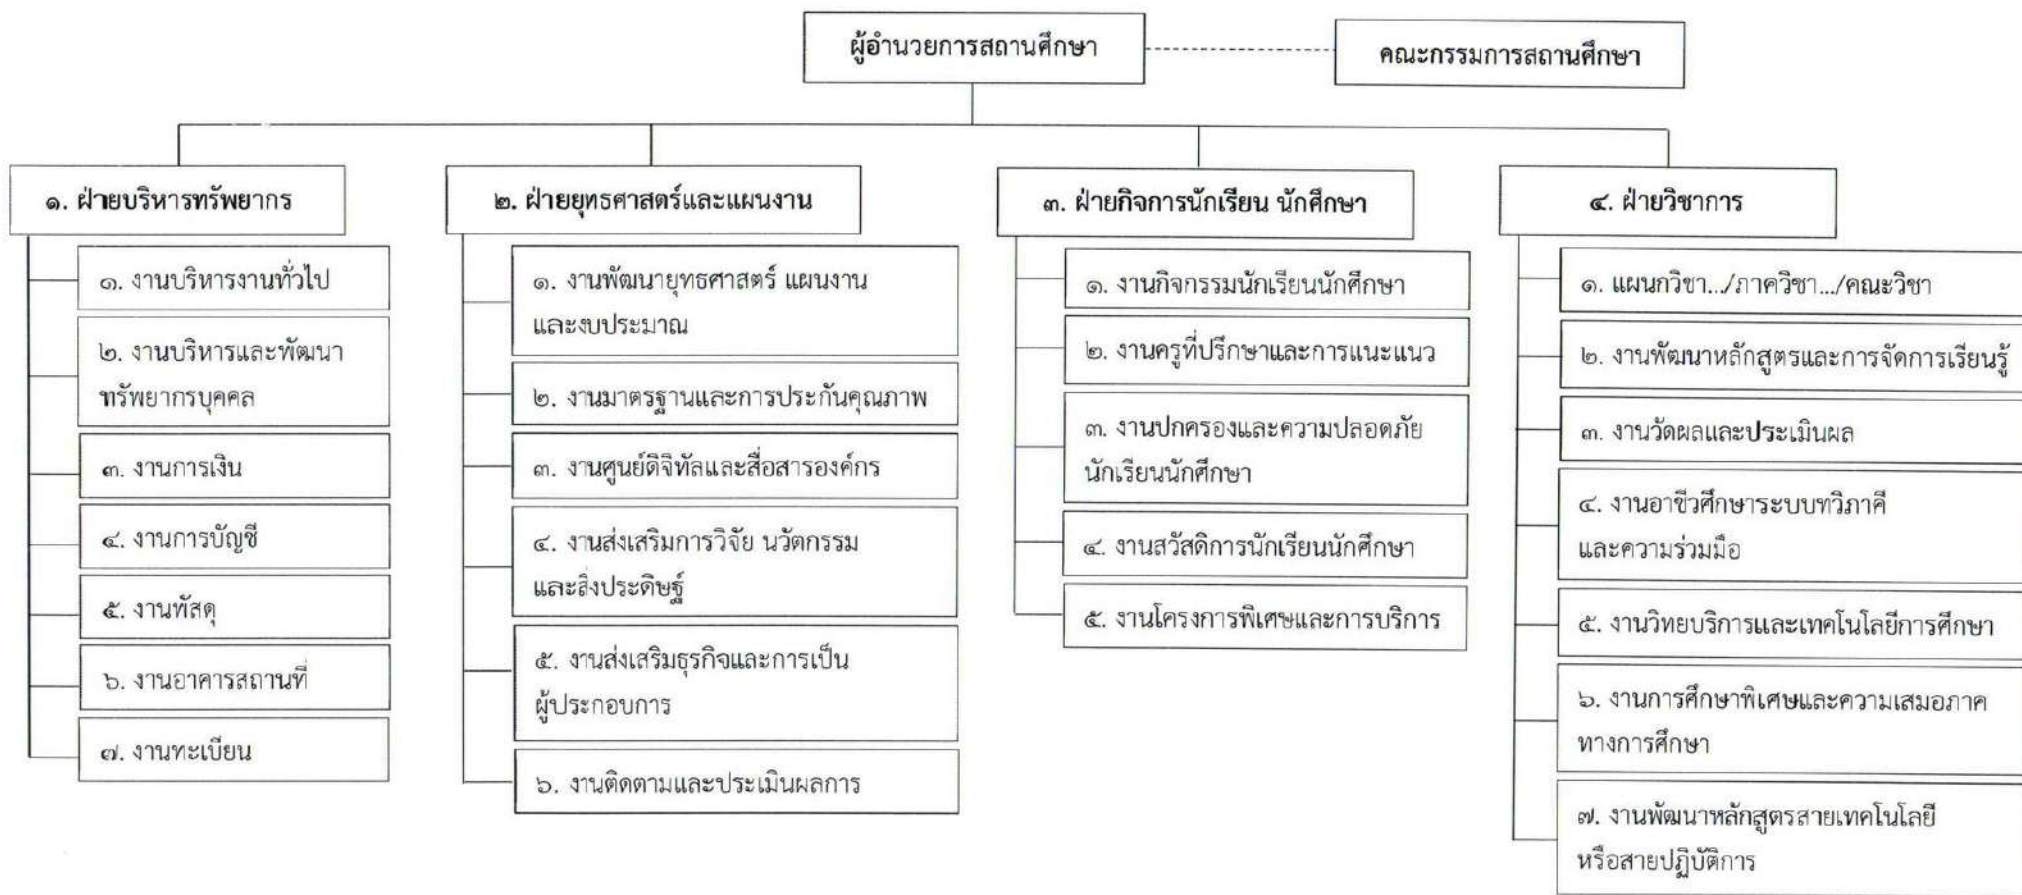 ผู้อำนวยการสถานศึกษา
คณะกรรมการสถานศึกษา
๑. ฝ่ายบริหารทรัพยากร
๑. งานบริหารงานทั่วไป
๒. งานบริหารและพัฒนา
ทรัพยากรบุคคล
๓. งานการเงิน
๔. งานการบัญชี
๕. งานพัสดุ
๖. งานอาคารสถานที่
๗. งานทะเบียน
๒. ฝ่ายยุทธศาสตร์และแผนงาน
๑. งานพัฒนายุทธศาสตร์ แผนงาน
และงบประมาณ
๒. งานมาตรฐานและการประกันคุณภาพ
๓. งานศูนย์ดิจิทัลและสื่อสารองค์กร
๔. งานส่งเสริมการวิจัย นวัตกรรม
และสิ่งประดิษฐ์
๕. งานส่งเสริมธุรกิจและการเป็น
ผู้ประกอบการ
๖. งานติดตามและประเมินผลการ
๓. ฝ่ายกิจการนักเรียน นักศึกษา
๑. งานกิจกรรมนักเรียนนักศึกษา
๒. งานครูที่ปรึกษาและการแนะแนว
๓. งานปกครองและความปลอดภัย
นักเรียนนักศึกษา
๔. งานสวัสดิการนักเรียนนักศึกษา
๕. งานโครงการพิเศษและการบริการ
๔. ฝ่ายวิชาการ
๑. แผนกวิชา.../ภาควิชา.../คณะวิชา
๒. งานพัฒนาหลักสูตรและการจัดการเรียนรู้
๓. งานวัดผลและประเมินผล
๔. งานอาชีวศึกษาระบบทวิภาคี
และความร่วมมือ
๕. งานวิทยบริการและเทคโนโลยีการศึกษา
๖. งานการศึกษาพิเศษและความเสมอภาค
ทางการศึกษา
๗. งานพัฒนาหลักสูตรสายเทคโนโลยี
หรือสายปฏิบัติการ